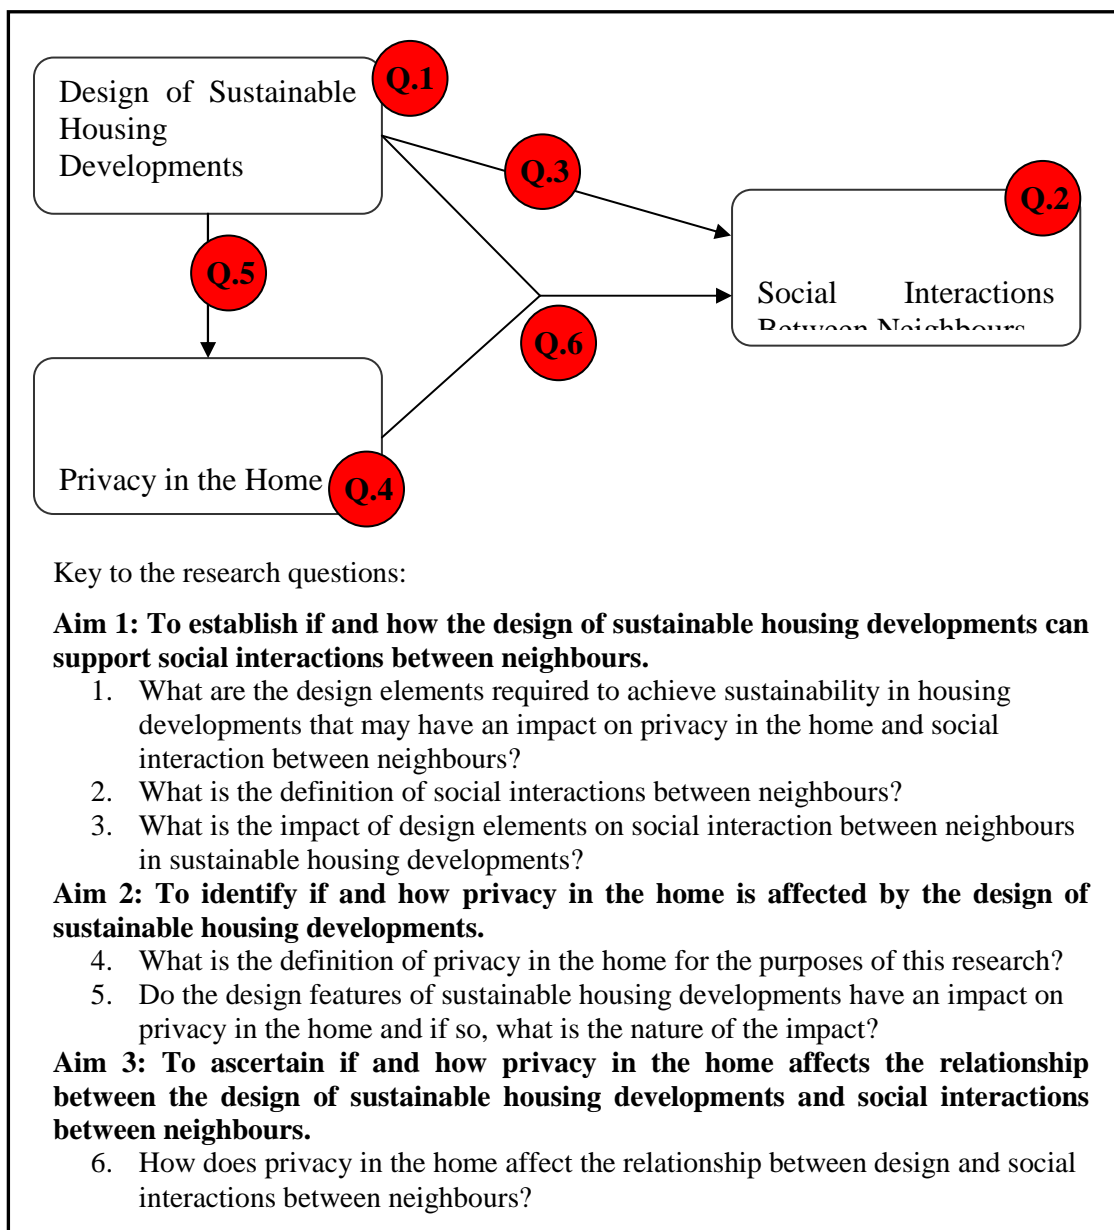 Design of Sustainable
Housing
Developments
Q.1
Q.3
Q.2
Q.5
Social Interactions
Between Neighbours
Q.6
Privacy in the Home
Q.4
Key to the research questions:
Aim 1: To establish if and how the design of sustainable housing developments can
support social interactions between neighbours.
1. What are the design elements required to achieve sustainability in housing
developments that may have an impact on privacy in the home and social
interaction between neighbours?
2. What is the definition of social interactions between neighbours?
3. What is the impact of design elements on social interaction between neighbours
in sustainable housing developments?
Aim 2: To identify if and how privacy in the home is affected by the design of
sustainable housing developments.
4. What is the definition of privacy in the home for the purposes of this research?
5. Do the design features of sustainable housing developments have an impact on
privacy in the home and if so, what is the nature of the impact?
Aim 3: To ascertain if and how privacy in the home affects the relationship
between the design of sustainable housing developments and social interactions
between neighbours.
6. How does privacy in the home affect the relationship between design and social
interactions between neighbours?